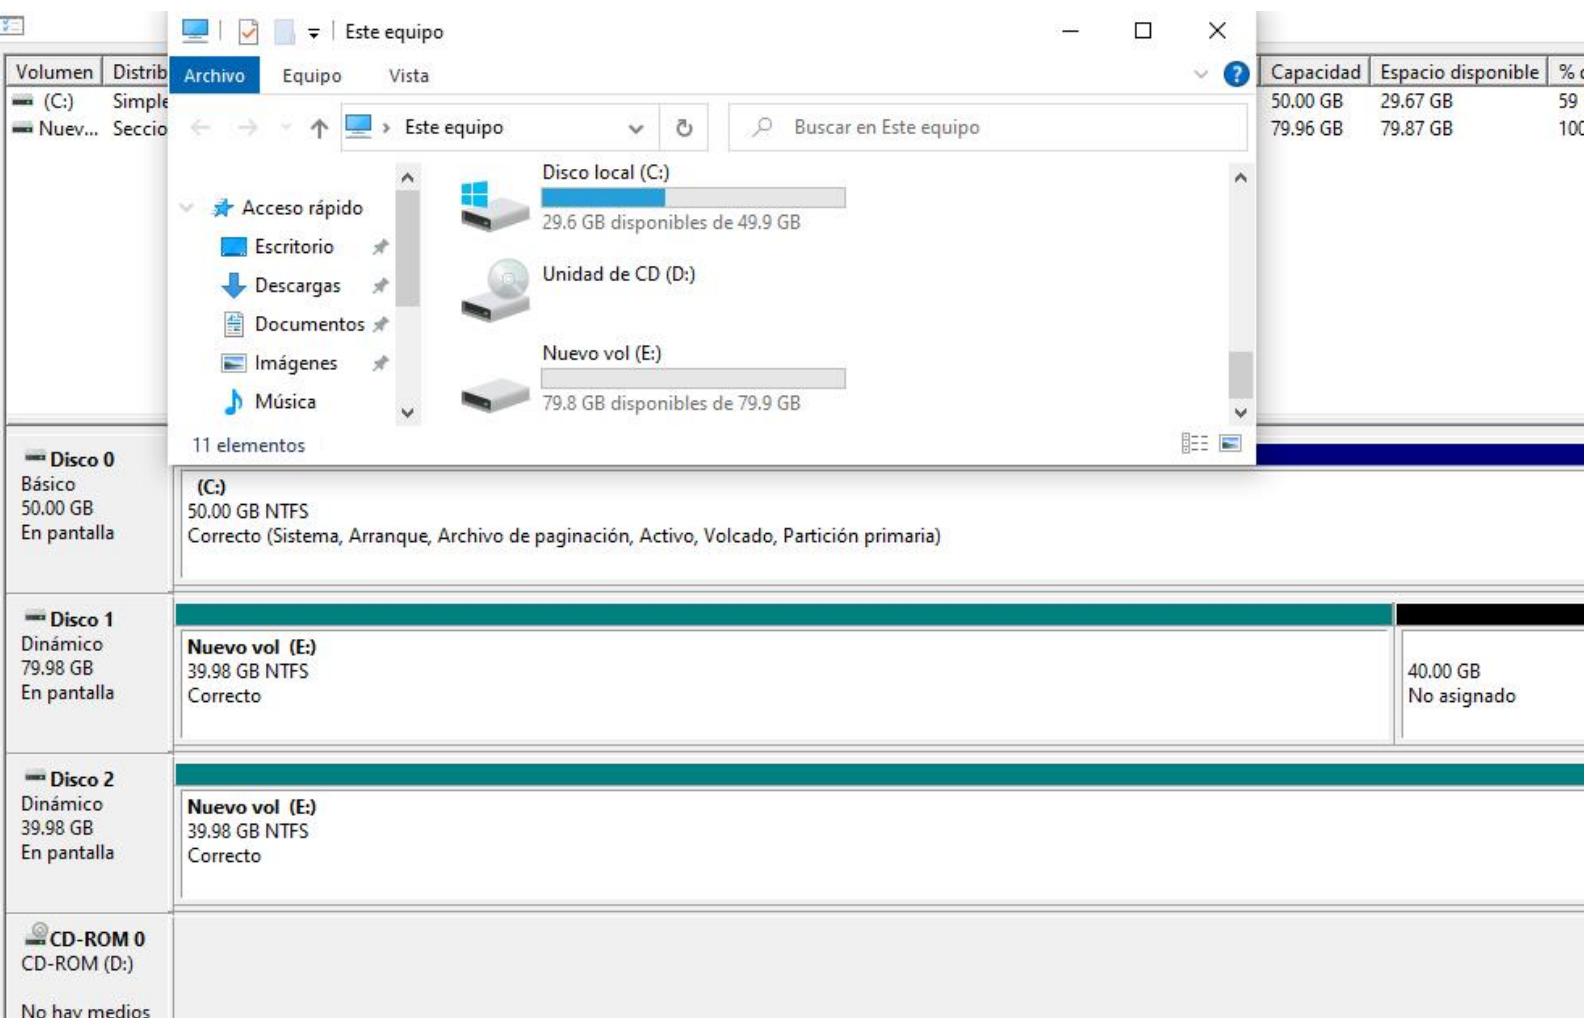 Este equipo
Volumen Distrib
Archivo Equipo Vista
Capacidad Espacio disponible %
(C:) Simple
50.00 GB 29.67 GB 59
Nuev... Seccio
79.96 GB 79.87 GB 100
Este equipo
Buscar en Este equipo
Acceso rápido
Escritorio
Descargas
Documentos
Imágenes
Música
Disco local (C:)
29.6 GB disponibles de 49.9 GB
Unidad de CD (D:)
Nuevo vol (E:)
79.8 GB disponibles de 79.9 GB
11 elementos
Disco 0
Básico
50.00 GB
En pantalla
(C:)
50.00 GB NTFS
Correcto (Sistema, Arranque, Archivo de paginación, Activo, Volcado, Partición primaria)
Disco 1
Dinámico
79.98 GB
En pantalla
Nuevo vol (E:)
39.98 GB NTFS
Correcto
40.00 GB
No asignado
Disco 2
Dinámico
39.98 GB
En pantalla
Nuevo vol (E:)
39.98 GB NTFS
Correcto
CD-ROM 0
CD-ROM (D:)
No hay medios